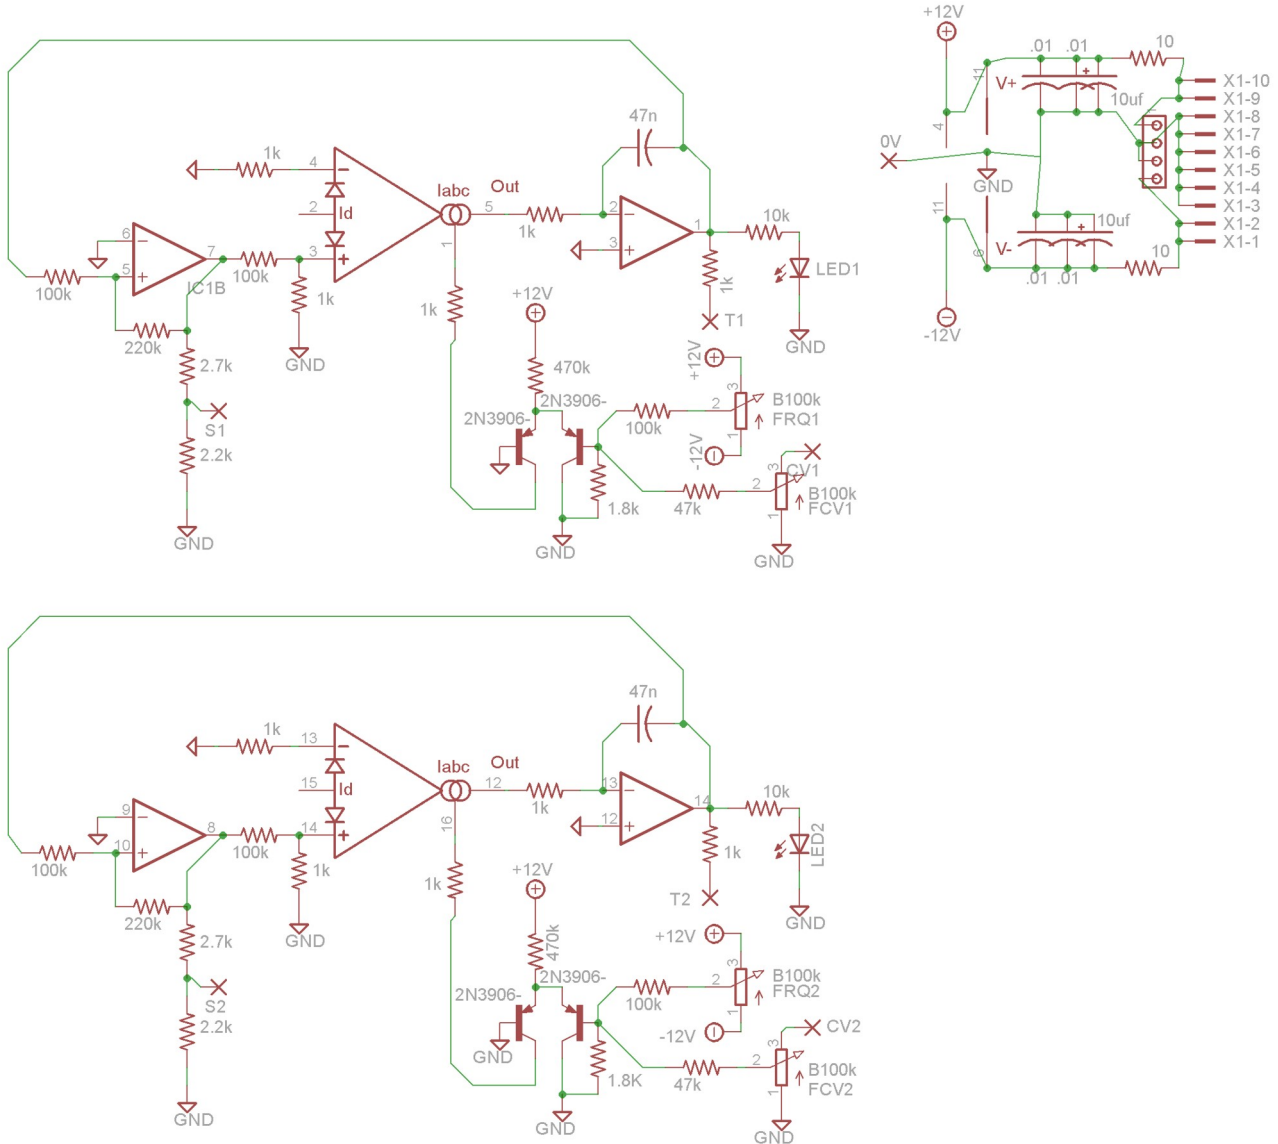 +12V
.01 .01 10
47n
11 V+ + X1-10
10uf X1-9
1k 4 4 X1-8
0V X1-7
Iabc Out X1-6
2 Id 5 2 GND X1-5
1k 1 10k X1-4
6 7 3 1 3 11 10uf X1-3
5 100k 1k LED1 + X1-2
100k IC1B 1k 1k +12V V- 6 10 X1-1
T1 .01 .01
220k GND GND -12V
2.7k 470k +12V 3
2N3906- B100k
2N3906- 2 FRQ1
S1 100k 1
2.2k -12V
3 CV1
2 B100k
1.8k 47k FCV1
1
GND GND GND
47n
1k 13
Iabc Out
15 Id 12 13
1k 14 10k
9 8 14 16 12
10 100k 1k LED2
100k 1k 1k
+12V T2
220k GND GND
2.7k 470k +12V 3
2N3906- B100k
2N3906- 2 FRQ2
S2 100k 1
2.2k -12V CV2
GND 3
2 B100k
1.8K 47k FCV2
1
GND GND GND